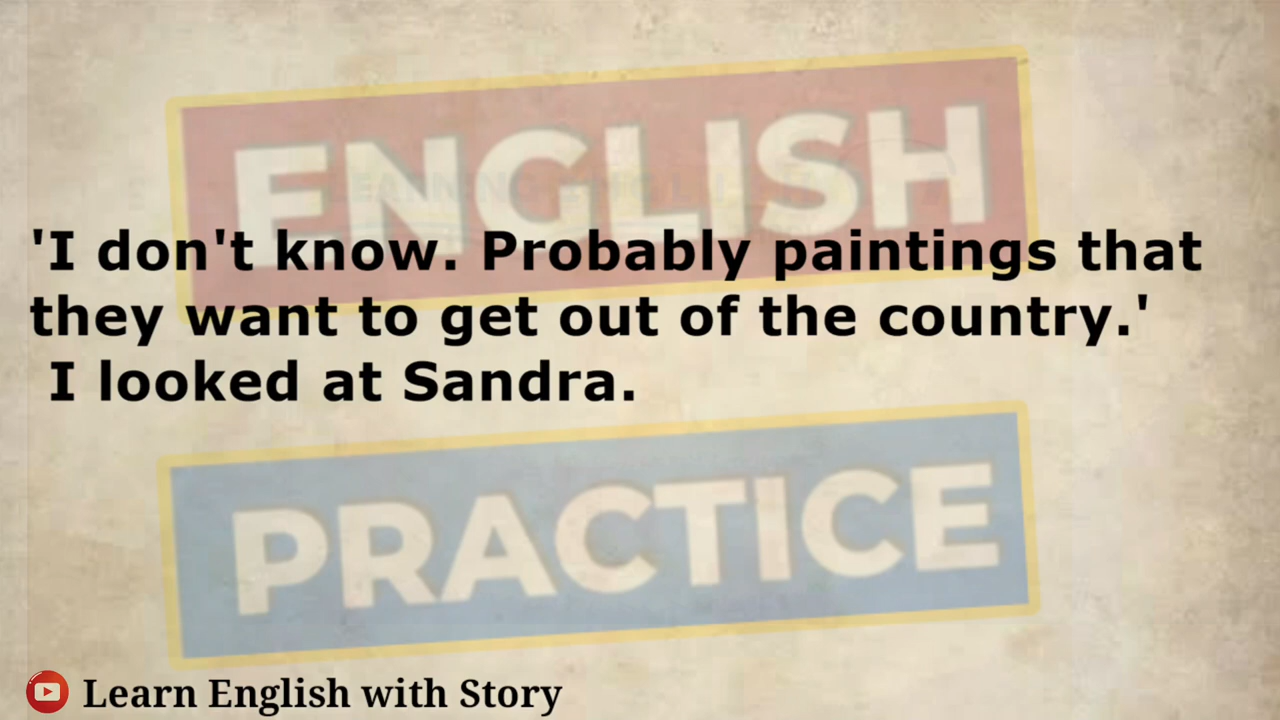 ENGLISH
'I don't know. Probably paintings that
they want to get out of the country.'
I looked at Sandra.
PRACTICE
Learn English with Story